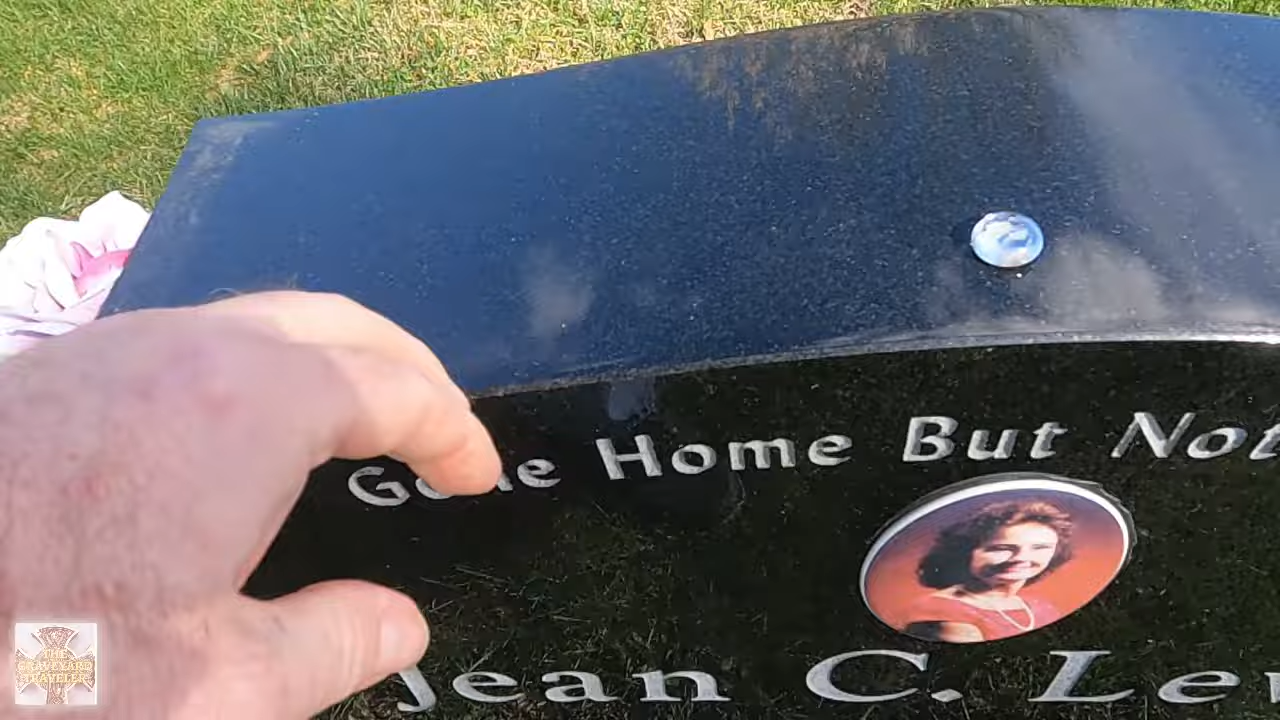 Gone Home But Not
Jean C. Le
THE
GRAVEYARD
TRAVELER